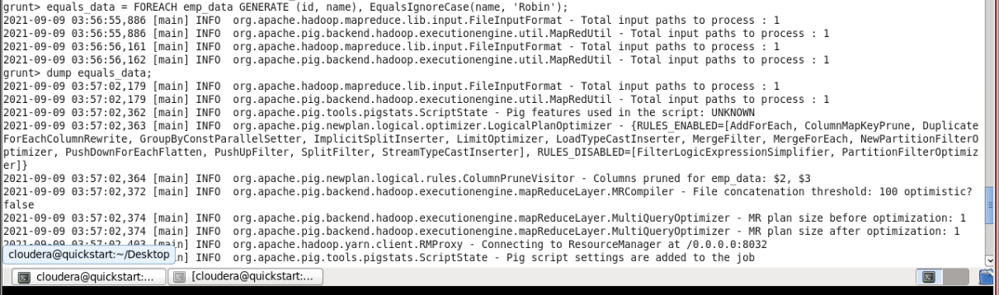 grunt> equals_data = FOREACH emp_data GENERATE (id, name), EqualsIgnoreCase(name, 'Robin');
2021-09-09 03:56:55,886 [main] INFO  org.apache.hadoop.mapreduce.lib.input.FileInputFormat - Total input paths to process : 1
2021-09-09 03:56:55,886 [main] INFO  org.apache.pig.backend.hadoop.executionengine.util.MapRedUtil - Total input paths to process : 1
2021-09-09 03:56:56,161 [main] INFO  org.apache.hadoop.mapreduce.lib.input.FileInputFormat - Total input paths to process : 1
2021-09-09 03:56:56,162 [main] INFO  org.apache.pig.backend.hadoop.executionengine.util.MapRedUtil - Total input paths to process : 1
grunt> dump equals_data;
2021-09-09 03:57:02,179 [main] INFO  org.apache.hadoop.mapreduce.lib.input.FileInputFormat - Total input paths to process : 1
2021-09-09 03:57:02,179 [main] INFO  org.apache.pig.backend.hadoop.executionengine.util.MapRedUtil - Total input paths to process : 1
2021-09-09 03:57:02,362 [main] INFO  org.apache.pig.tools.pigstats.ScriptState - Pig features used in the script: UNKNOWN
2021-09-09 03:57:02,363 [main] INFO  org.apache.pig.newplan.logical.optimizer.LogicalPlanOptimizer - {RULES_ENABLED=[AddForEach, ColumnMapKeyPrune, Duplicate
ForEachColumnRewrite, GroupByConstParallelSetter, ImplicitSplitInserter, LimitOptimizer, LoadTypeCastInserter, MergeFilter, MergeForEach, NewPartitionFilterO
ptimizer, PushDownForEachFlatten, PushUpFilter, SplitFilter, StreamTypeCastInserter], RULES_DISABLED=[FilterLogicExpressionSimplifier, PartitionFilterOptimiz
er]}
2021-09-09 03:57:02,364 [main] INFO  org.apache.pig.newplan.logical.rules.ColumnPruneVisitor - Columns pruned for emp_data: $2, $3
2021-09-09 03:57:02,372 [main] INFO  org.apache.pig.backend.hadoop.executionengine.mapReduceLayer.MRCompiler - File concatenation threshold: 100 optimistic?
false
2021-09-09 03:57:02,374 [main] INFO  org.apache.pig.backend.hadoop.executionengine.mapReduceLayer.MultiQueryOptimizer - MR plan size before optimization: 1
2021-09-09 03:57:02,374 [main] INFO  org.apache.pig.backend.hadoop.executionengine.mapReduceLayer.MultiQueryOptimizer - MR plan size after optimization: 1
2021-09-09 03:57:02,403 [main] INFO  org.apache.hadoop.yarn.client.RMProxy - Connecting to ResourceManager at /0.0.0.0:8032
cloudera@quickstart:~/Desktop
n] INFO  org.apache.pig.tools.pigstats.ScriptState - Pig script settings are added to the job
cloudera@quickstart:~/...
[cloudera@quickstart:...